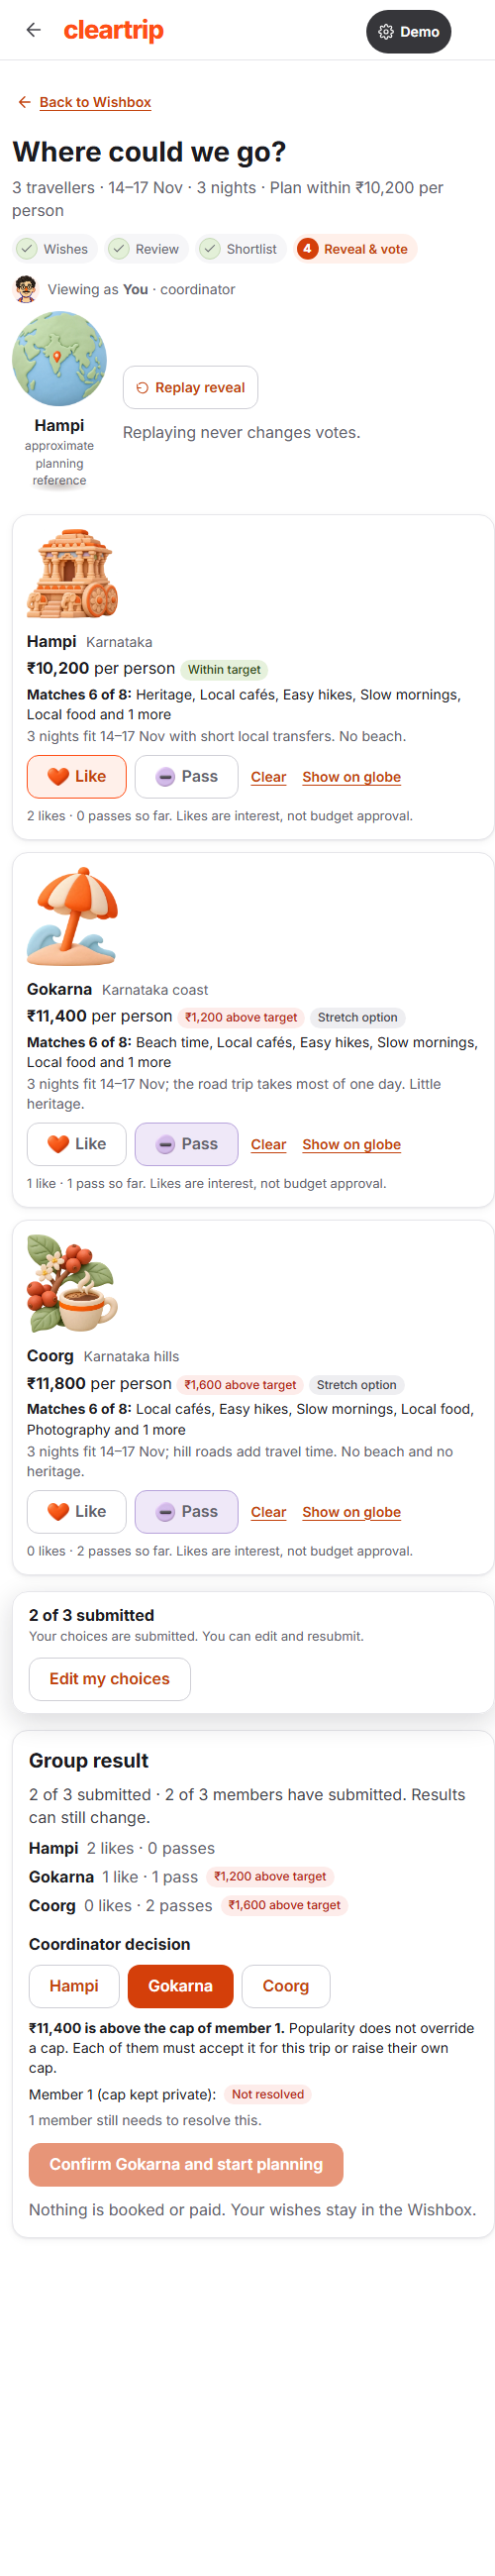 cleartrip
Demo
Back to Wishbox
Where could we go?
3 travellers · 14–17 Nov · 3 nights · Plan within ₹10,200 per
person
Wishes
Review
Shortlist
4 Reveal & vote
Viewing as You · coordinator
Hampi
approximate
planning
reference
Replay reveal
Replaying never changes votes.
Hampi Karnataka
₹10,200 per person Within target
Matches 6 of 8: Heritage, Local cafés, Easy hikes, Slow mornings,
Local food and 1 more
3 nights fit 14–17 Nov with short local transfers. No beach.
Like Pass Clear Show on globe
2 likes · 0 passes so far. Likes are interest, not budget approval.
Gokarna Karnataka coast
₹11,400 per person ₹1,200 above target Stretch option
Matches 6 of 8: Beach time, Local cafés, Easy hikes, Slow mornings,
Local food and 1 more
3 nights fit 14–17 Nov; the road trip takes most of one day. Little
heritage.
Like Pass Clear Show on globe
1 like · 1 pass so far. Likes are interest, not budget approval.
Coorg Karnataka hills
₹11,800 per person ₹1,600 above target Stretch option
Matches 6 of 8: Local cafés, Easy hikes, Slow mornings, Local food,
Photography and 1 more
3 nights fit 14–17 Nov; hill roads add travel time. No beach and no
heritage.
Like Pass Clear Show on globe
0 likes · 2 passes so far. Likes are interest, not budget approval.
2 of 3 submitted
Your choices are submitted. You can edit and resubmit.
Edit my choices
Group result
2 of 3 submitted · 2 of 3 members have submitted. Results
can still change.
Hampi 2 likes · 0 passes
Gokarna 1 like · 1 pass ₹1,200 above target
Coorg 0 likes · 2 passes ₹1,600 above target
Coordinator decision
Hampi Gokarna Coorg
₹11,400 is above the cap of member 1. Popularity does not override
a cap. Each of them must accept it for this trip or raise their own
cap.
Member 1 (cap kept private): Not resolved
1 member still needs to resolve this.
Confirm Gokarna and start planning
Nothing is booked or paid. Your wishes stay in the Wishbox.